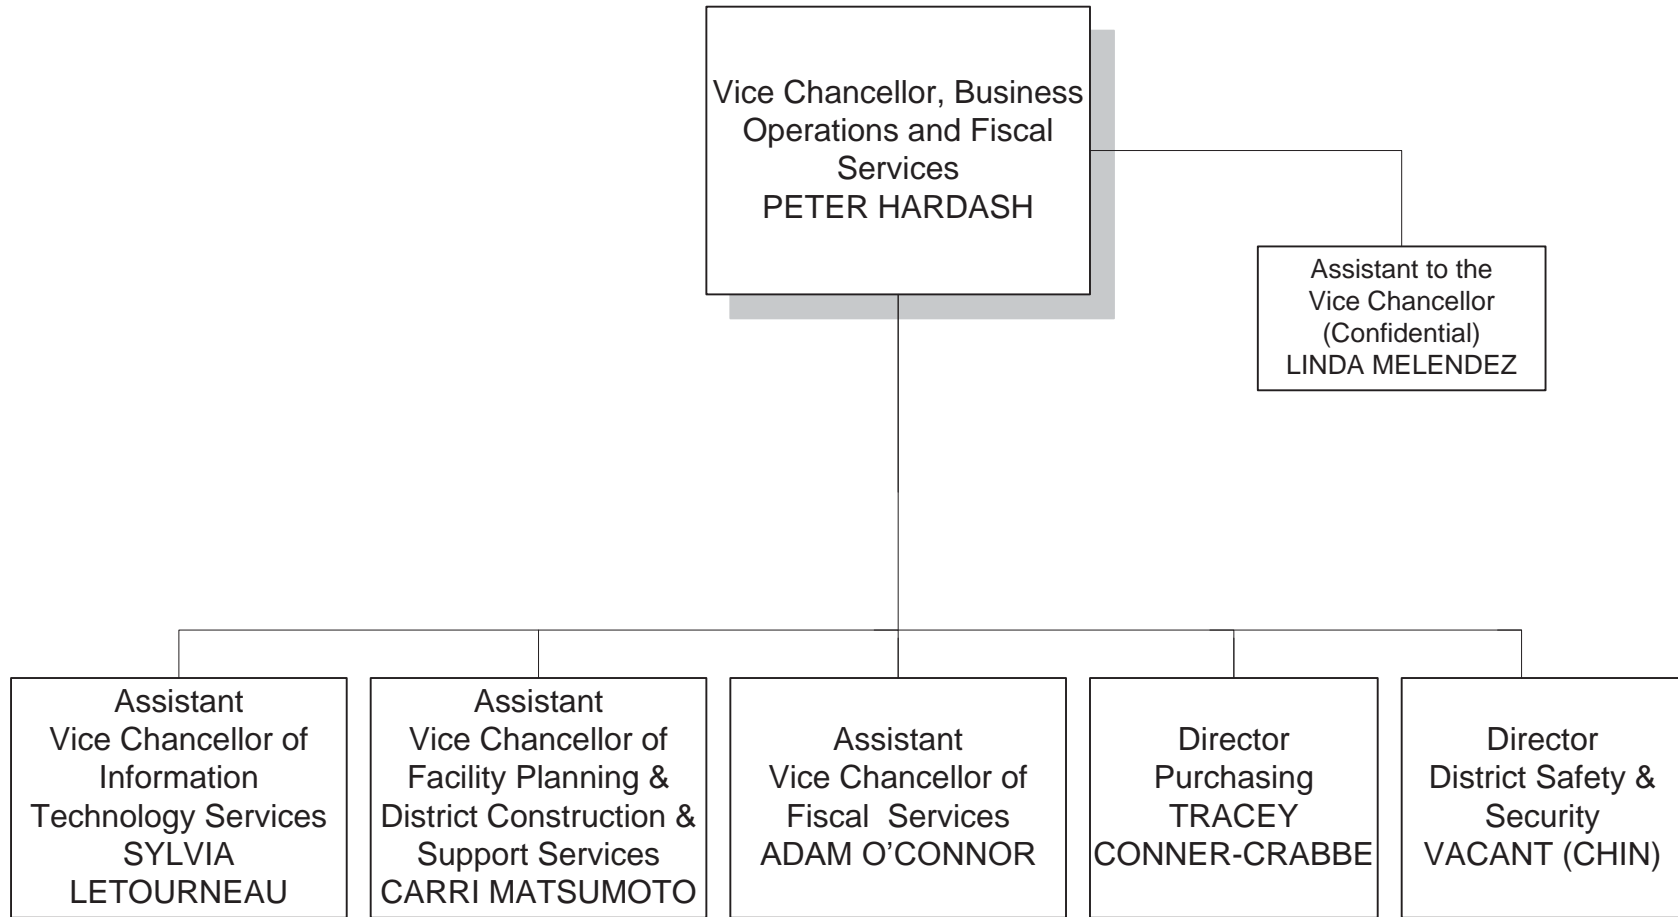 Vice Chancellor, Business
Operations and Fiscal
Services
PETER HARDASH
Assistant to the
Vice Chancellor
(Confidential)
LINDA MELENDEZ
Assistant
Vice Chancellor of
Information
Technology Services
SYLVIA
LETOURNEAU
Assistant
Vice Chancellor of
Facility Planning &
District Construction &
Support Services
CARRI MATSUMOTO
Assistant
Vice Chancellor of
Fiscal  Services
ADAM O’CONNOR
Director
Purchasing
TRACEY
CONNER-CRABBE
Director
District Safety &
Security
VACANT (CHIN)